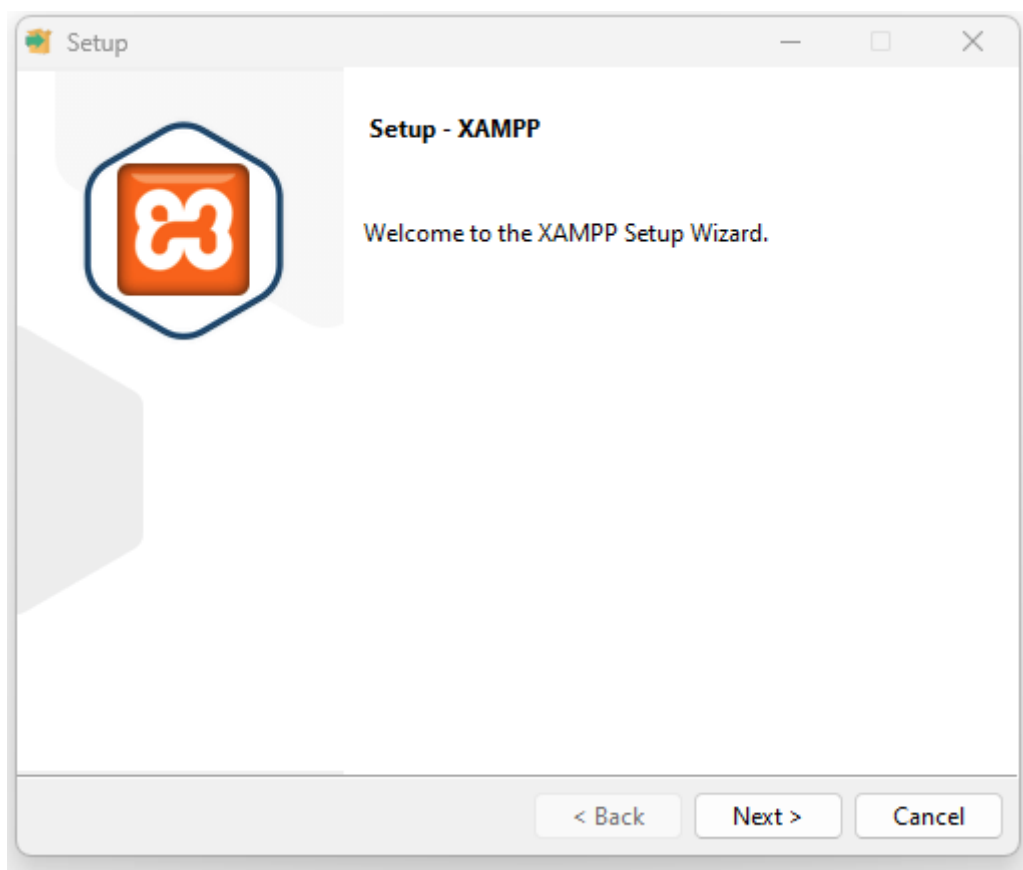 Setup
Setup - XAMPP
Welcome to the XAMPP Setup Wizard.
< Back
Next >
Cancel